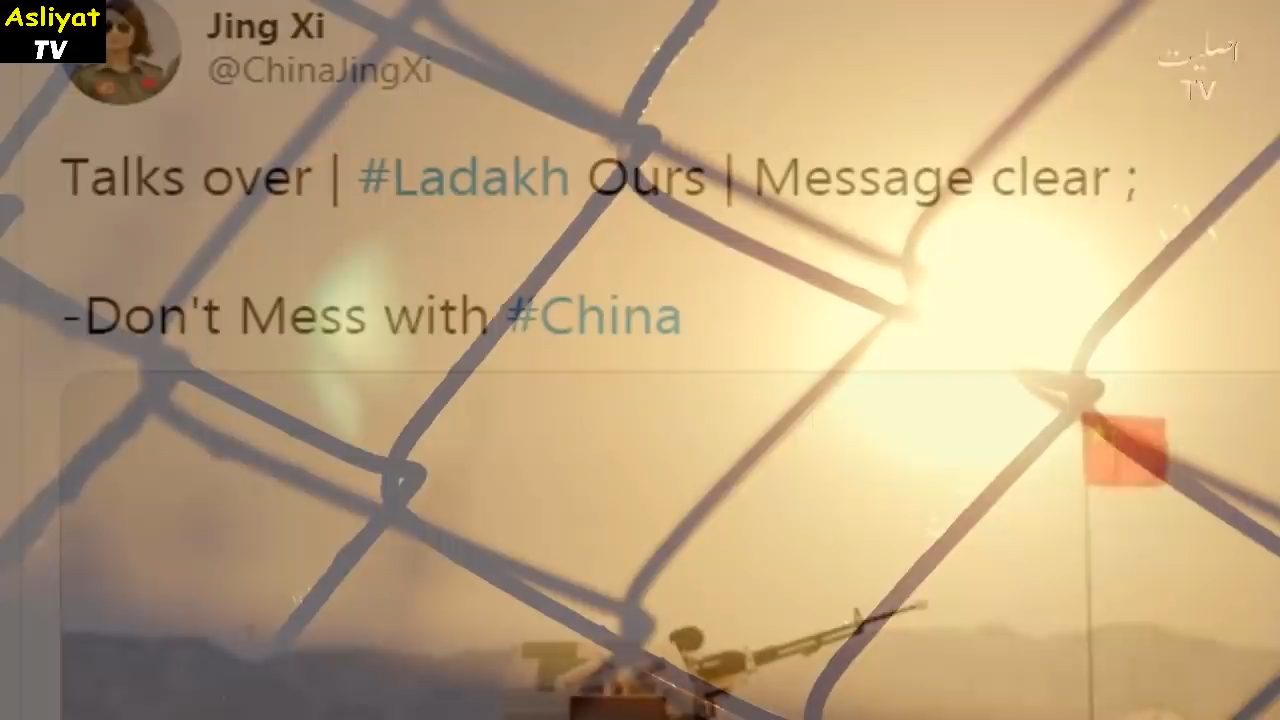 Asliyat
TV
Jing Xi
@ChinaJingXi
اصلیت
TV
Talks over | #Ladakh Ours | Message clear ;
-Don't Mess with #China